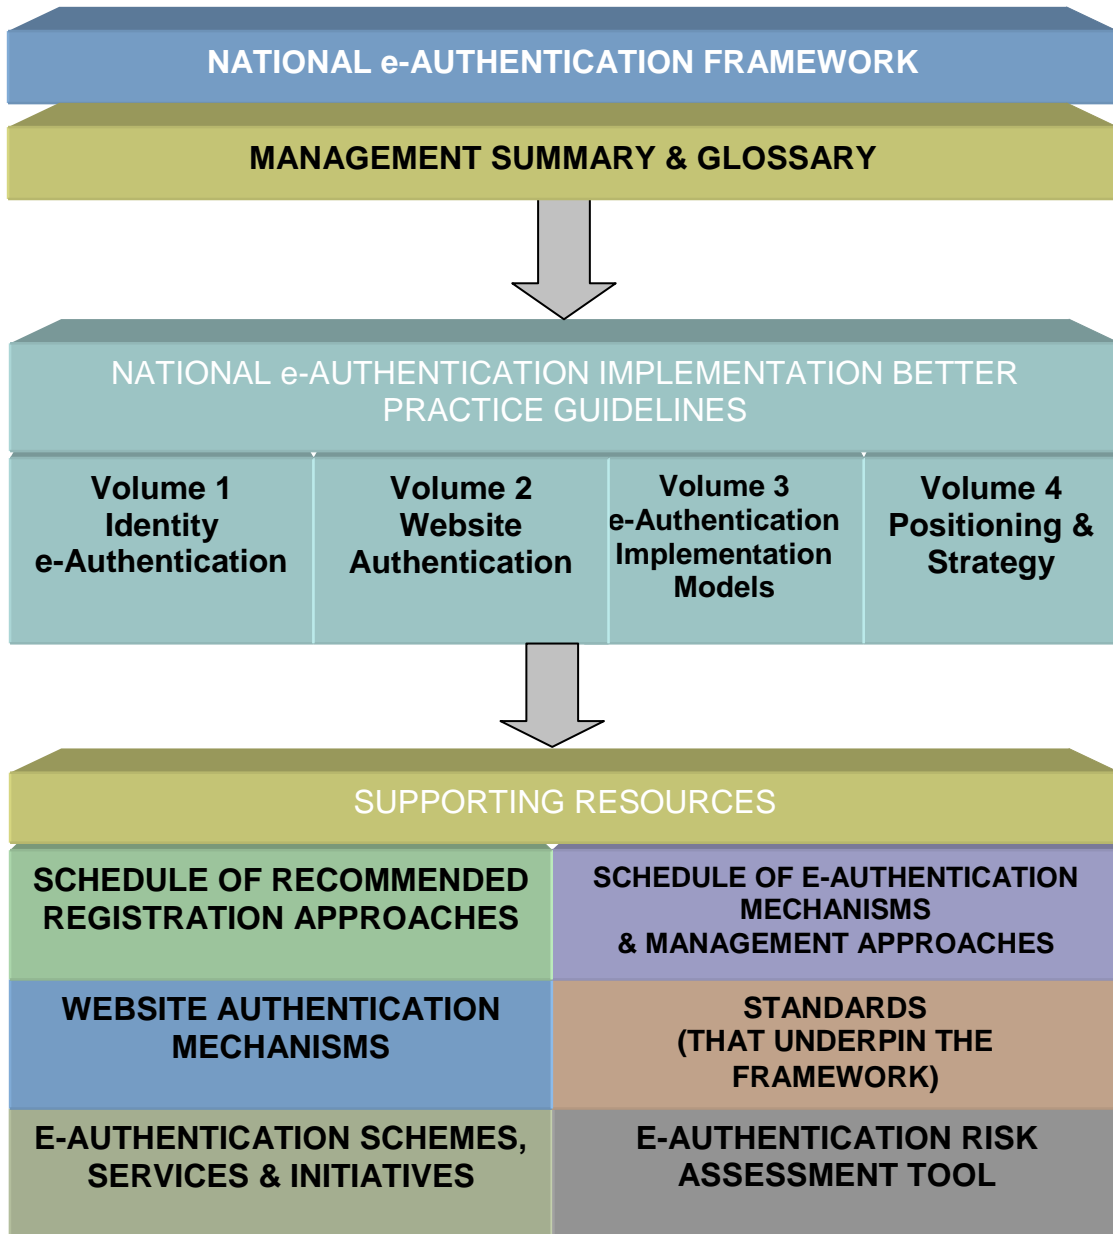 NATIONAL e-AUTHENTICATION FRAMEWORK
MANAGEMENT SUMMARY & GLOSSARY
NATIONAL e-AUTHENTICATION IMPLEMENTATION BETTER
PRACTICE GUIDELINES
Volume 1
Identity
e-Authentication
Volume 2
Website
Authentication
Volume 3
e-Authentication
Implementation
Models
Volume 4
Positioning &
Strategy
SUPPORTING RESOURCES
SCHEDULE OF RECOMMENDED
REGISTRATION APPROACHES
SCHEDULE OF E-AUTHENTICATION
MECHANISMS
& MANAGEMENT APPROACHES
WEBSITE AUTHENTICATION
MECHANISMS
STANDARDS
(THAT UNDERPIN THE
FRAMEWORK)
E-AUTHENTICATION SCHEMES,
SERVICES & INITIATIVES
E-AUTHENTICATION RISK
ASSESSMENT TOOL